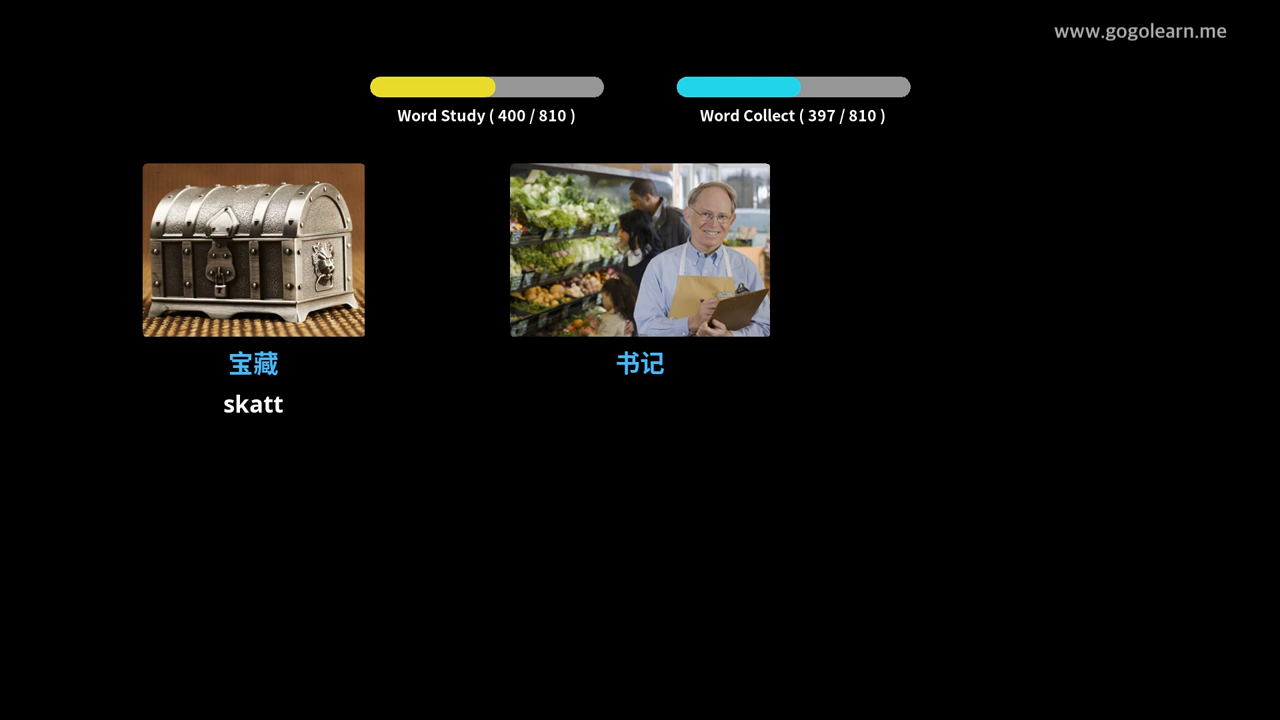 www.gogolearn.me
Word Study ( 400 / 810 )
Word Collect ( 397 / 810 )
宝藏
书记
skatt